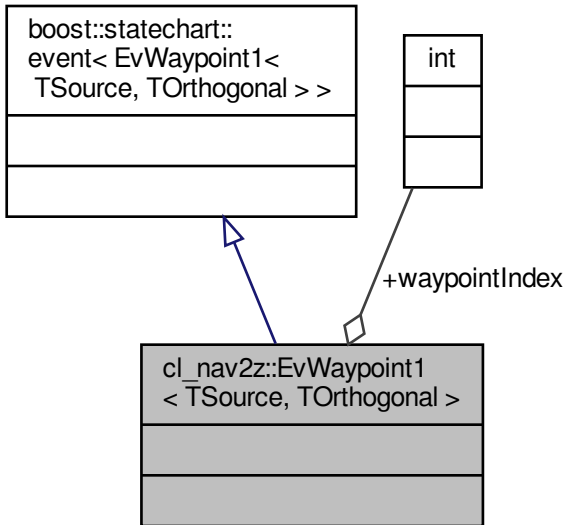 boost::statechart::
event< EvWaypoint1<
TSource, TOrthogonal > >
int
+waypointIndex
cl_nav2z::EvWaypoint1
< TSource, TOrthogonal >